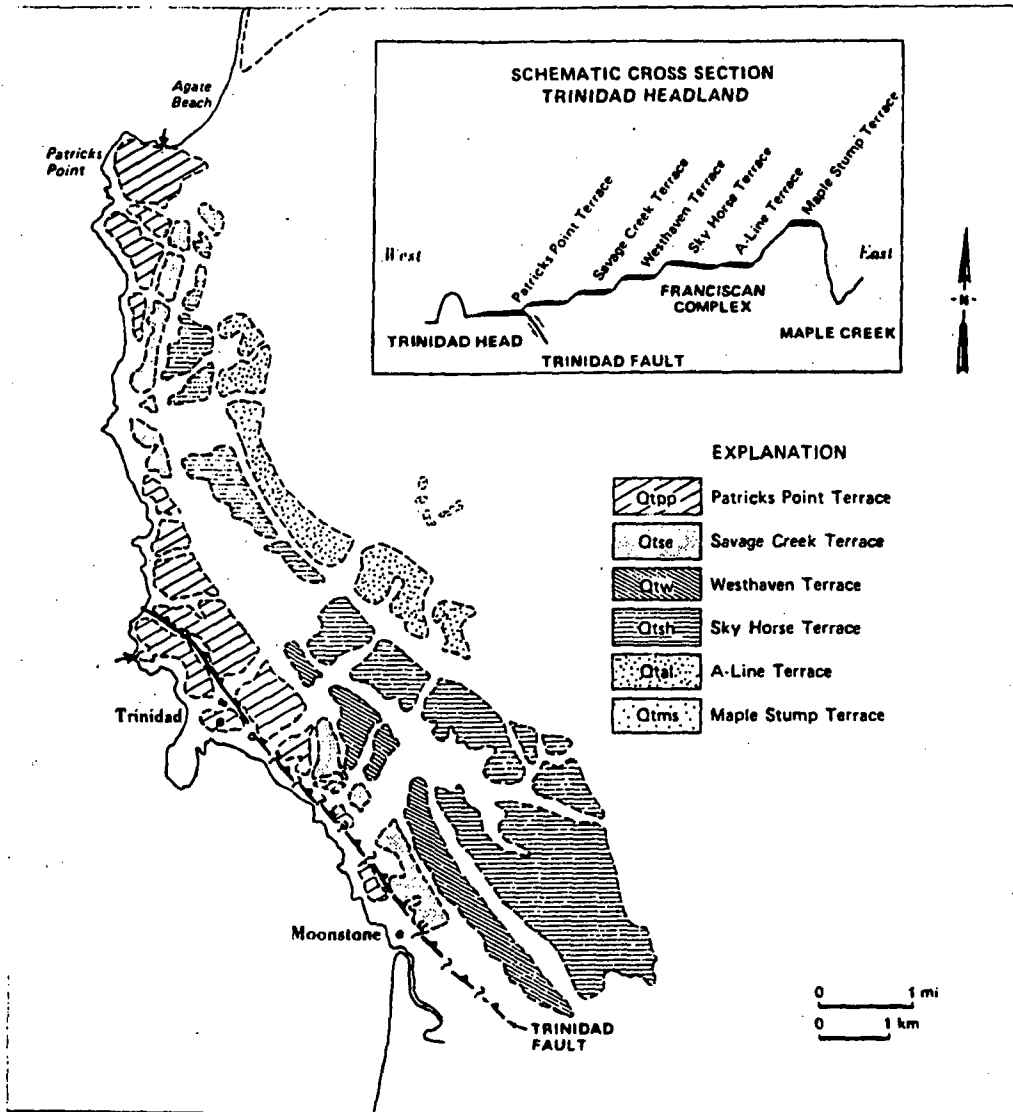 Agate
Beach
Patricks
Point
SCHEMATIC CROSS SECTION
TRINIDAD HEADLAND
Patricks Point Terrace
Savage Creek Terrace
Westhaven Terrace
Sky Horse Terrace
A-Line Terrace
Maple Stump Terrace
West
East
FRANCISCAN
COMPLEX
TRINIDAD HEAD
MAPLE CREEK
TRINIDAD FAULT
N
EXPLANATION
Qtpp Patricks Point Terrace
Qtse Savage Creek Terrace
Qtw Westhaven Terrace
Qtsh Sky Horse Terrace
Qtal A-Line Terrace
Qtms Maple Stump Terrace
Trinidad
Moonstone
? ?
TRINIDAD
FAULT
0 1 mi
0 1 km